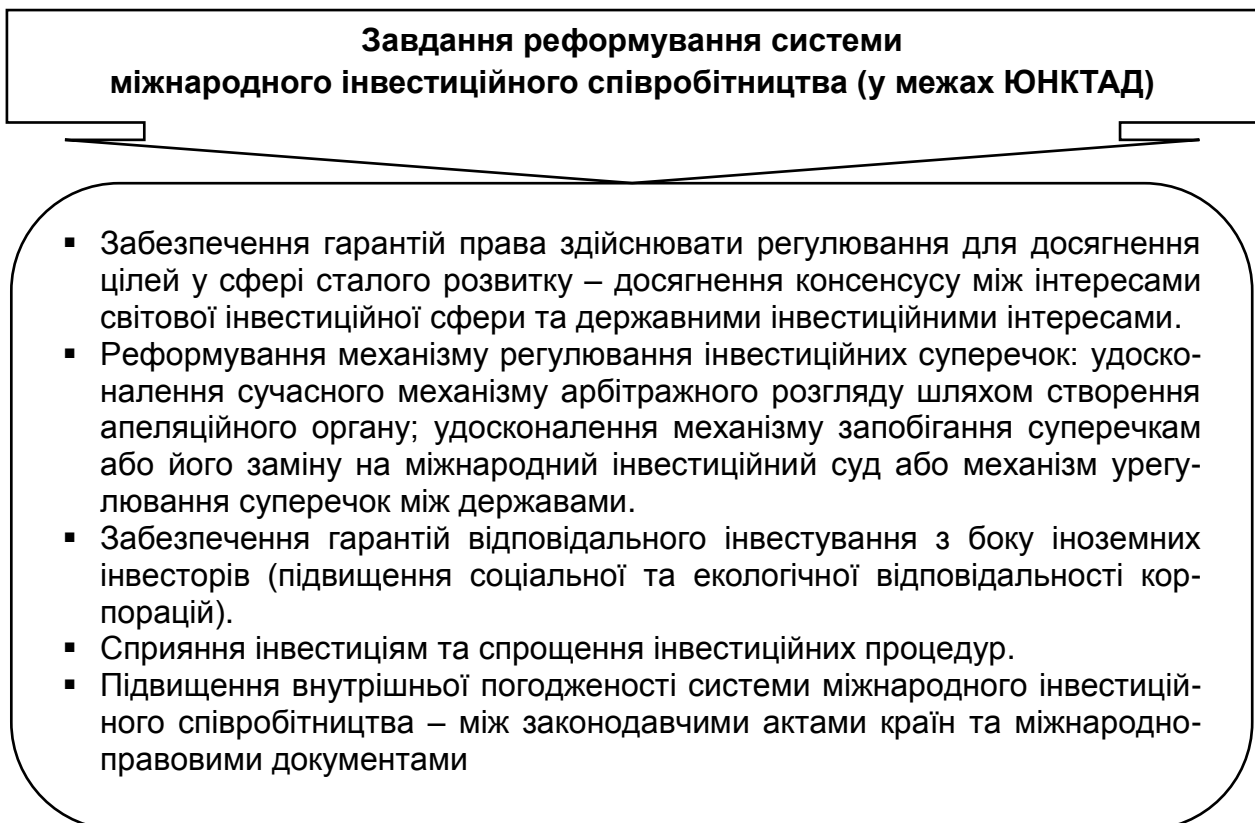 Завдання реформування системи
міжнародного інвестиційного співробітництва (у межах ЮНКТАД)
▪ Забезпечення гарантій права здійснювати регулювання для досягнення
цілей у сфері сталого розвитку – досягнення консенсусу між інтересами
світової інвестиційної сфери та державними інвестиційними інтересами.
▪ Реформування механізму регулювання інвестиційних суперечок: удоско-
налення сучасного механізму арбітражного розгляду шляхом створення
апеляційного органу; удосконалення механізму запобігання суперечкам
або його заміну на міжнародний інвестиційний суд або механізм урегу-
лювання суперечок між державами.
▪ Забезпечення гарантій відповідального інвестування з боку іноземних
інвесторів (підвищення соціальної та екологічної відповідальності кор-
порацій).
▪ Сприяння інвестиціям та спрощення інвестиційних процедур.
▪ Підвищення внутрішньої погодженості системи міжнародного інвестицій-
ного співробітництва – між законодавчими актами країн та міжнародно-
правовими документами